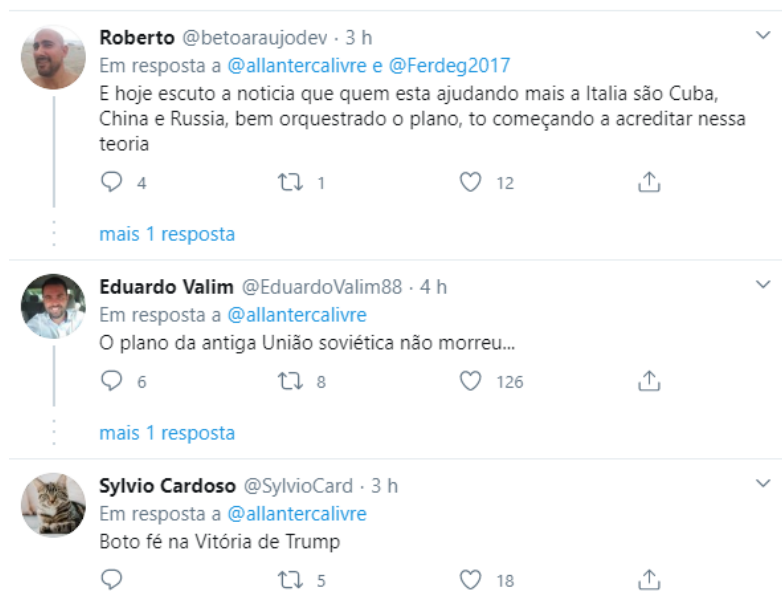 Roberto @betoaraujodev · 3 h
Em resposta a @allantercalivre e @Ferdeg2017
E hoje escuto a noticia que quem esta ajudando mais a Italia são Cuba,
China e Russia, bem orquestrado o plano, to começando a acreditar nessa
teoria
4 1 12
mais 1 resposta
Eduardo Valim @EduardoValim88 · 4 h
Em resposta a @allantercalivre
O plano da antiga União soviética não morreu...
6 8 126
mais 1 resposta
Sylvio Cardoso @SylvioCard · 3 h
Em resposta a @allantercalivre
Boto fé na Vitória de Trump
5 18